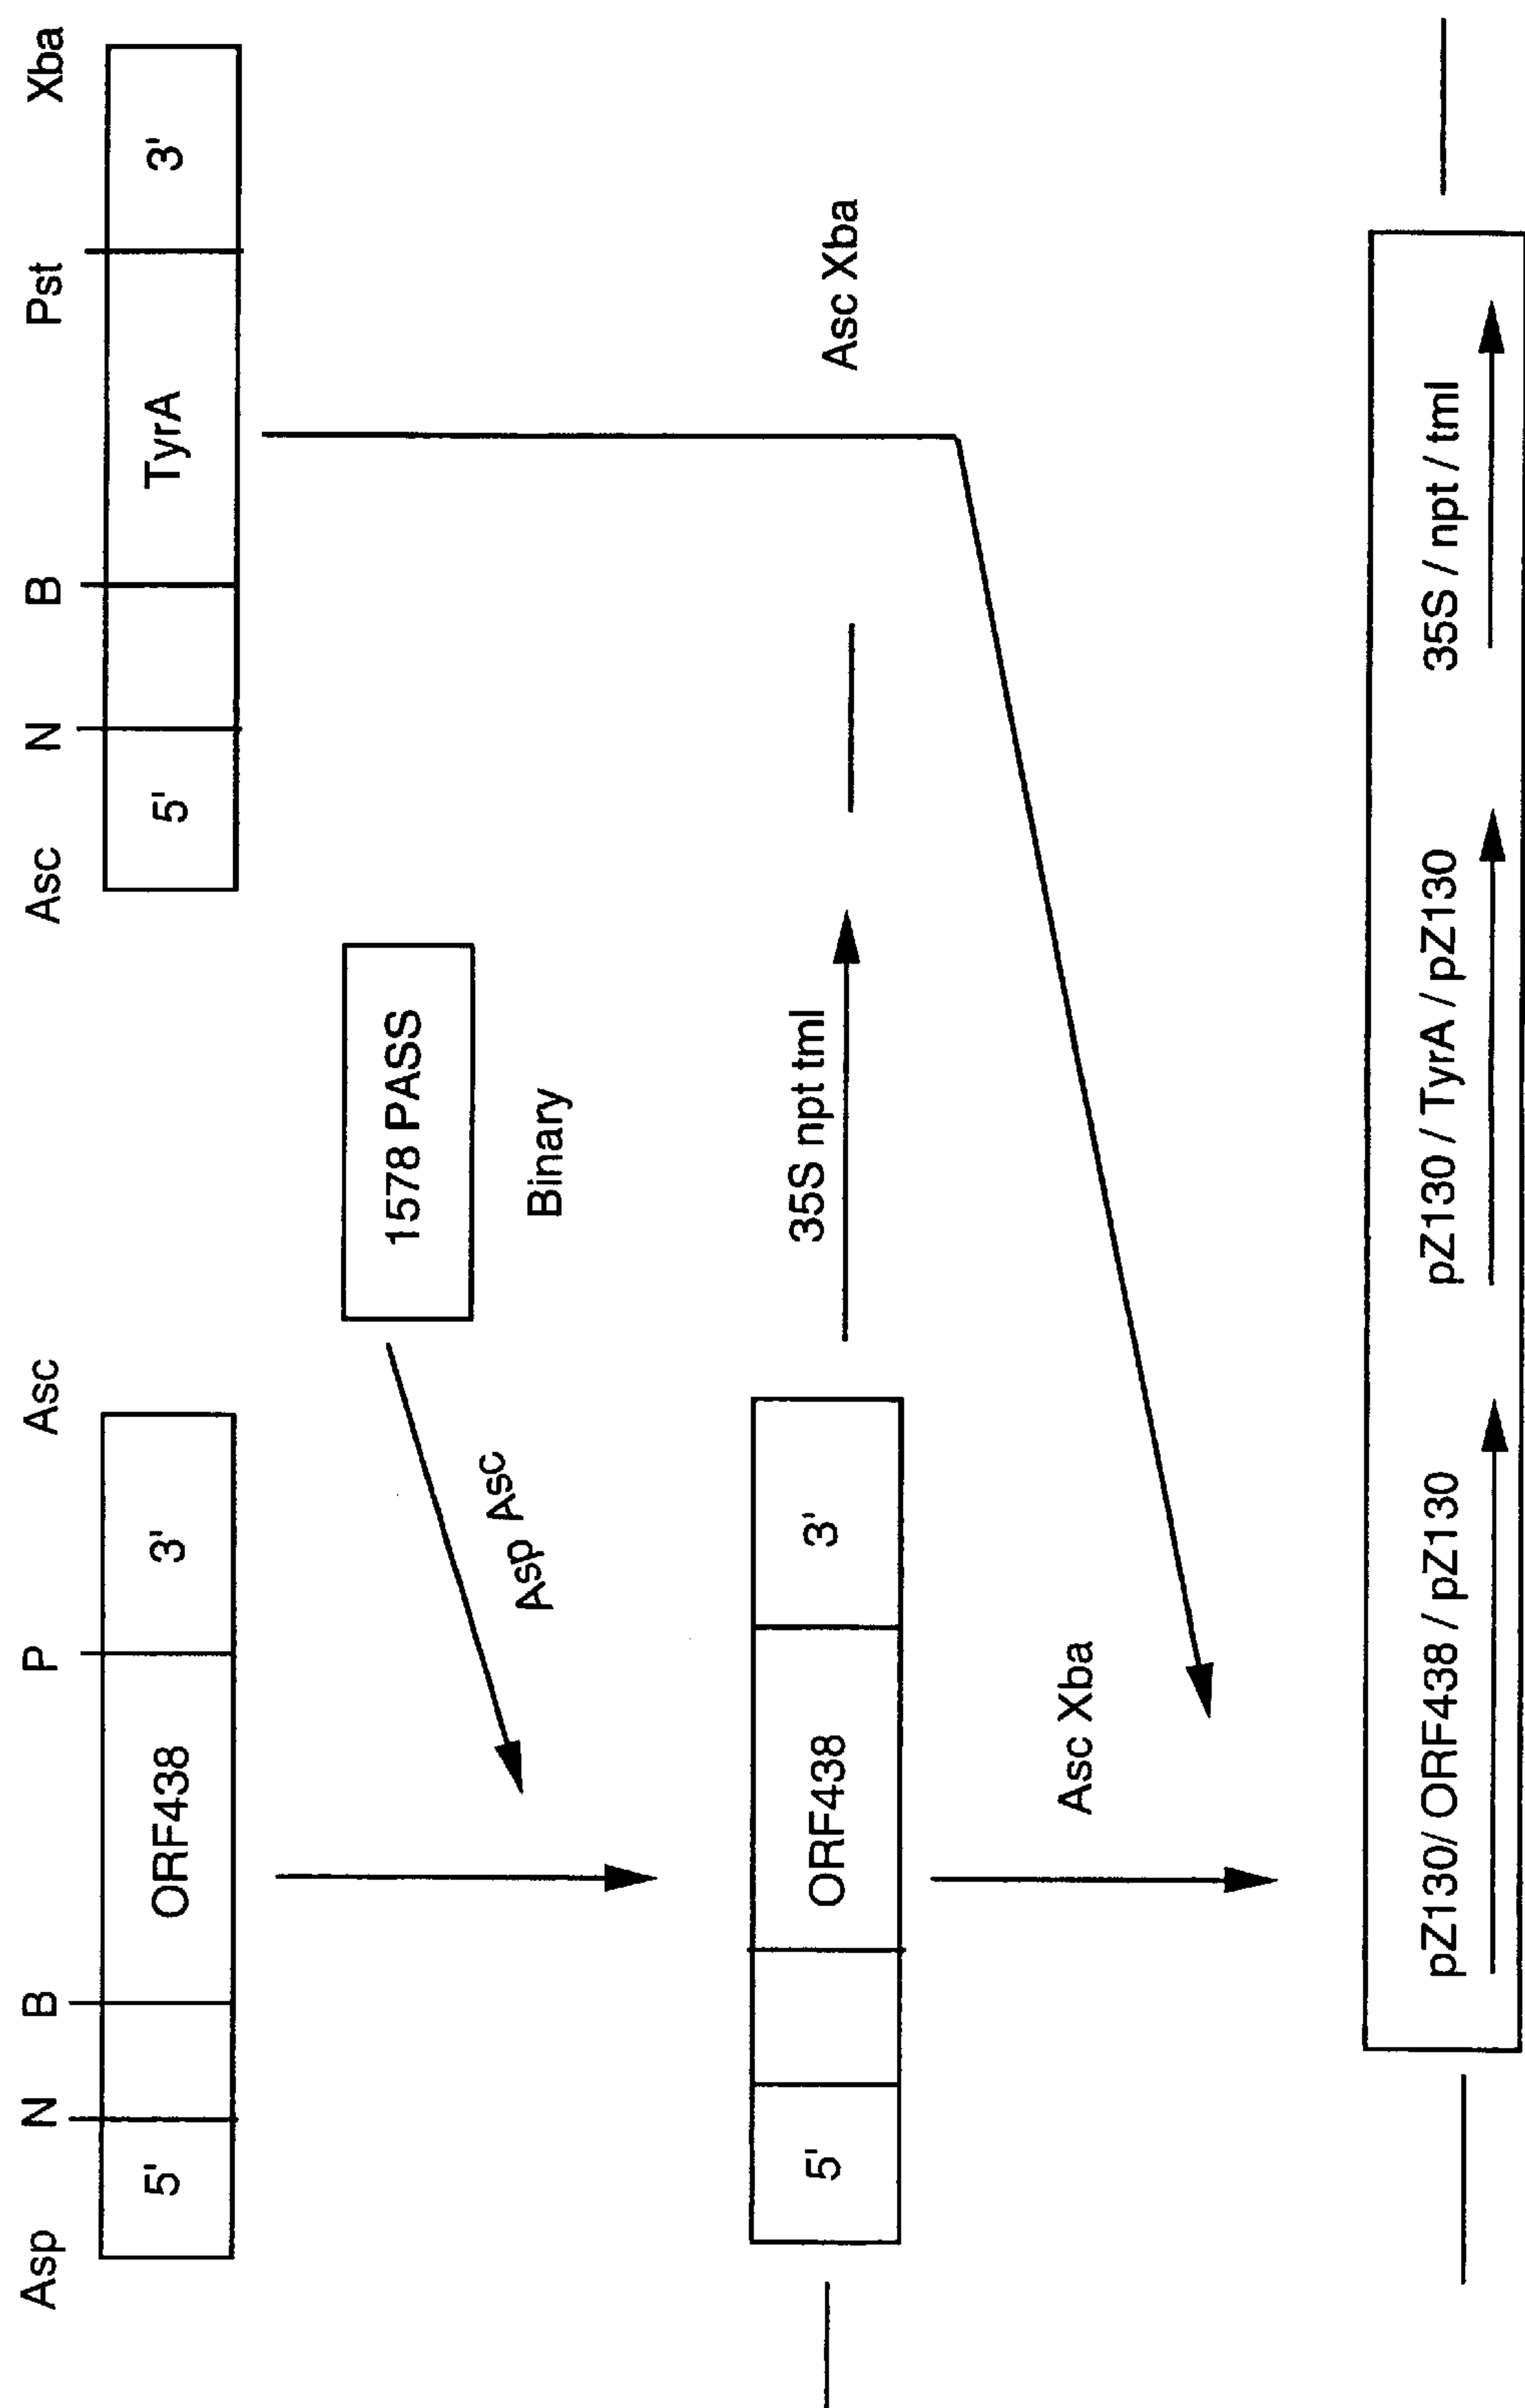 Asp N B P Asc
5' ORF438 3'
Asc N B Pst Xba
5' TyrA 3'
1578 PASS
Binary
Asp Asc
5' ORF438 3'
35S npt tml
Asc Xba
Asc Xba
pZ130/ ORF438 / pZ130
pZ130 / TyrA / pZ130
35S / npt / tml